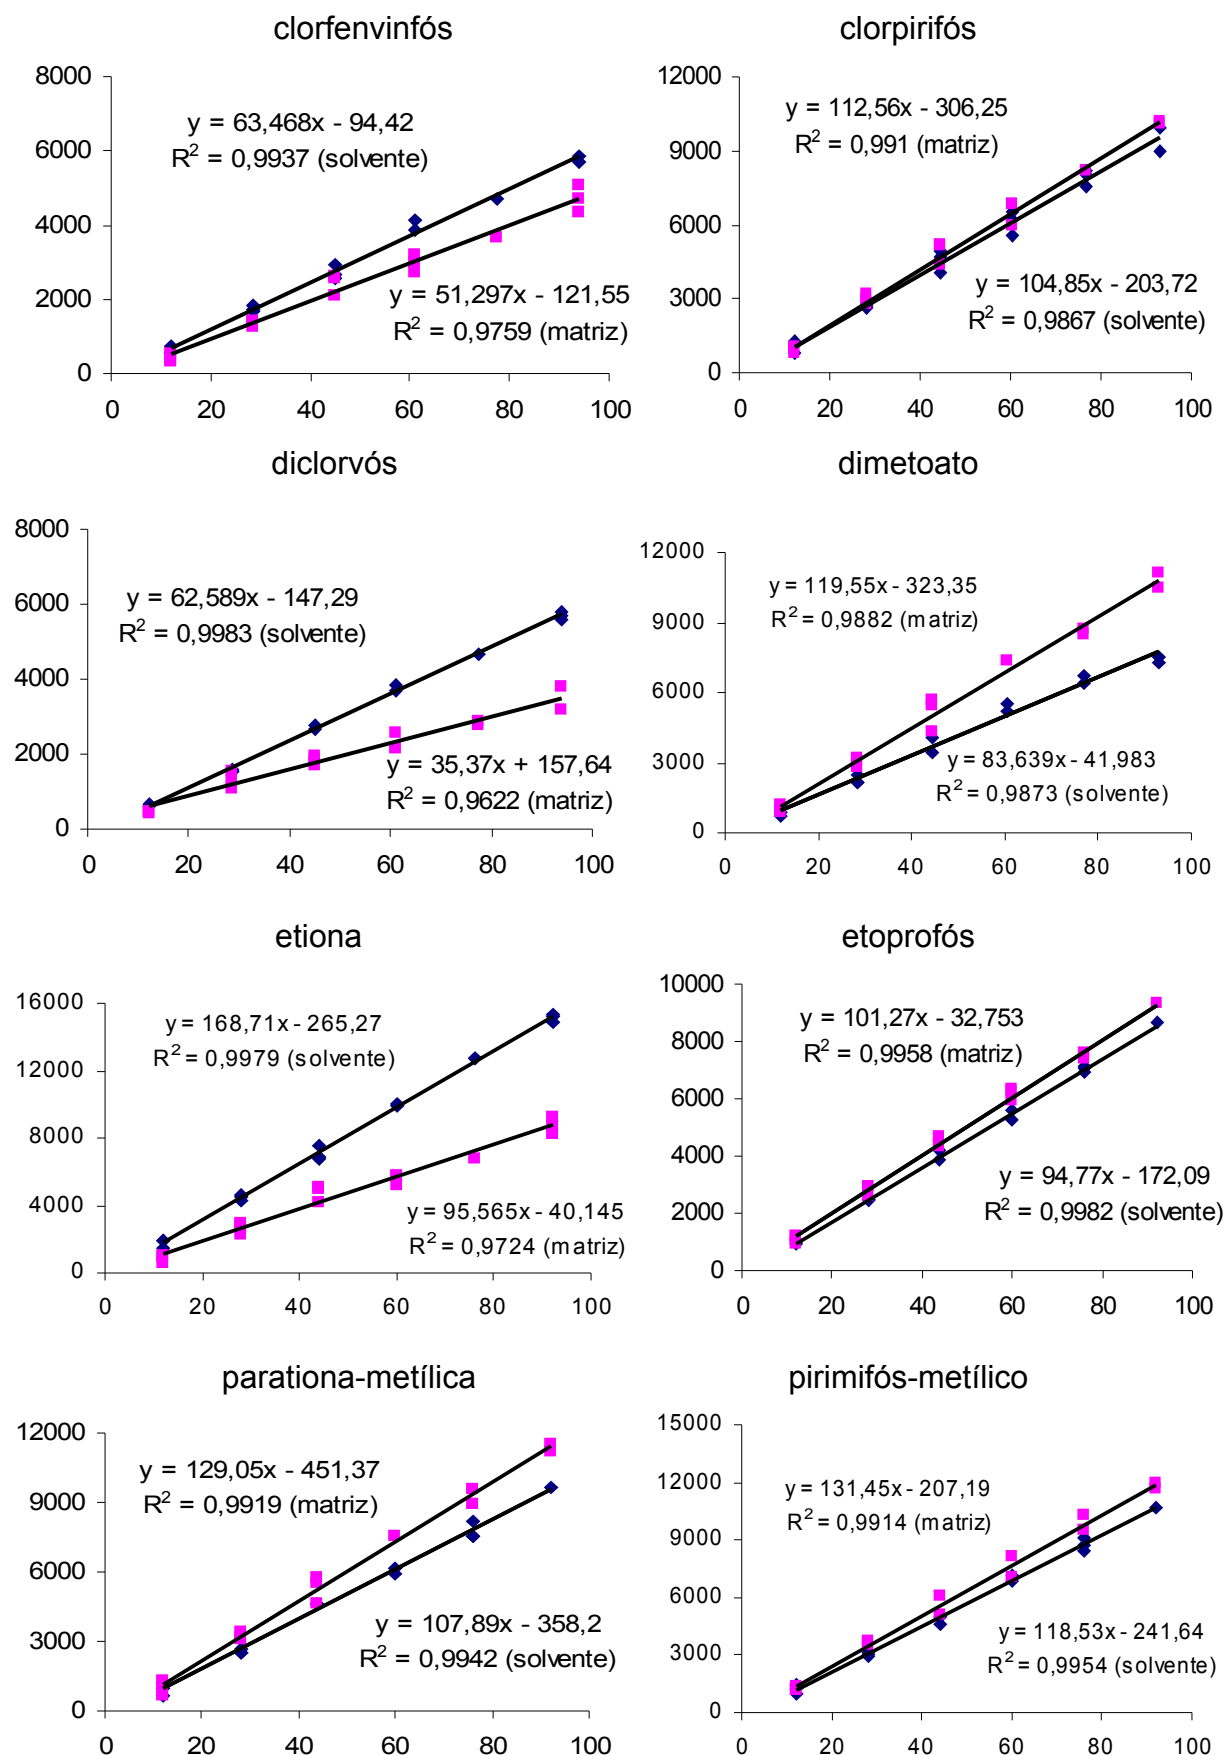 clorfenvinfós
8000
6000
4000
2000
0
0 20 40 60 80 100
y = 63,468x - 94,42
R² = 0,9937 (solvente)
y = 51,297x - 121,55
R² = 0,9759 (matriz)
clorpirifós
12000
9000
6000
3000
0
0 20 40 60 80 100
y = 112,56x - 306,25
R² = 0,991 (matriz)
y = 104,85x - 203,72
R² = 0,9867 (solvente)
diclorvós
8000
6000
4000
2000
0
0 20 40 60 80 100
y = 62,589x - 147,29
R² = 0,9983 (solvente)
y = 35,37x + 157,64
R² = 0,9622 (matriz)
dimetoato
12000
9000
6000
3000
0
0 20 40 60 80 100
y = 119,55x - 323,35
R² = 0,9882 (matriz)
y = 83,639x - 41,983
R² = 0,9873 (solvente)
etiona
16000
12000
8000
4000
0
0 20 40 60 80 100
y = 168,71x - 265,27
R² = 0,9979 (solvente)
y = 95,565x - 40,145
R² = 0,9724 (matriz)
etoprofós
10000
8000
6000
4000
2000
0
0 20 40 60 80 100
y = 101,27x - 32,753
R² = 0,9958 (matriz)
y = 94,77x - 172,09
R² = 0,9982 (solvente)
parationa-metílica
12000
9000
6000
3000
0
0 20 40 60 80 100
y = 129,05x - 451,37
R² = 0,9919 (matriz)
y = 107,89x - 358,2
R² = 0,9942 (solvente)
pirimifós-metílico
15000
12000
9000
6000
3000
0
0 20 40 60 80 100
y = 131,45x - 207,19
R² = 0,9914 (matriz)
y = 118,53x - 241,64
R² = 0,9954 (solvente)